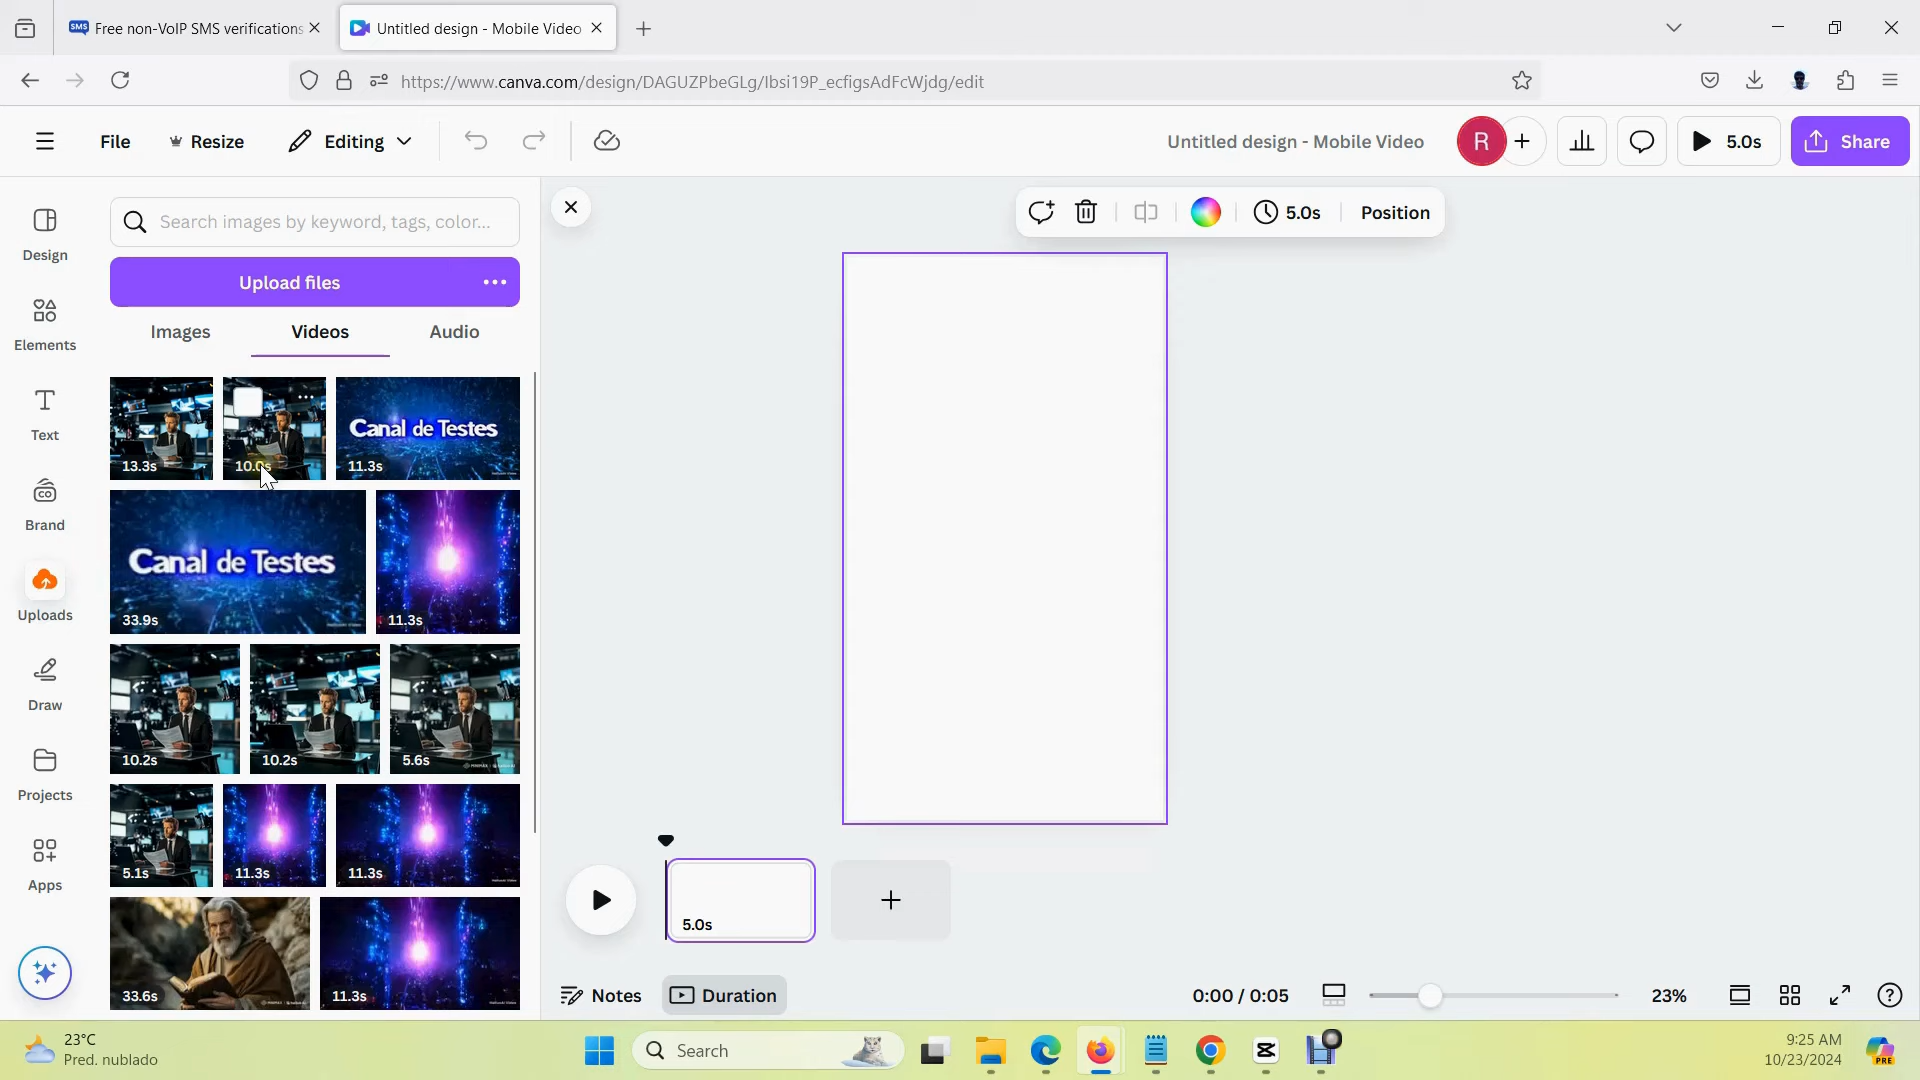 Free non-VoIP SMS verifications
Untitled design - Mobile Video
https://www.canva.com/design/DAGUZPbeGLg/Ibsi19P_ecfigsAdFcWjdg/edit
File
Resize
Editing
Untitled design - Mobile Video
R
5.0s
Share
Design
Elements
Text
Brand
Uploads
Draw
Projects
Apps
Search images by keyword, tags, color...
Upload files
Images
Videos
Audio
13.3s
10.0s
Canal de Testes
11.3s
Canal de Testes
33.9s
11.3s
10.2s
10.2s
5.6s
5.1s
11.3s
11.3s
33.6s
11.3s
5.0s
Position
5.0s
Notes
Duration
0:00 / 0:05
23%
23°C
Pred. nublado
Search
9:25 AM
10/23/2024
PRE